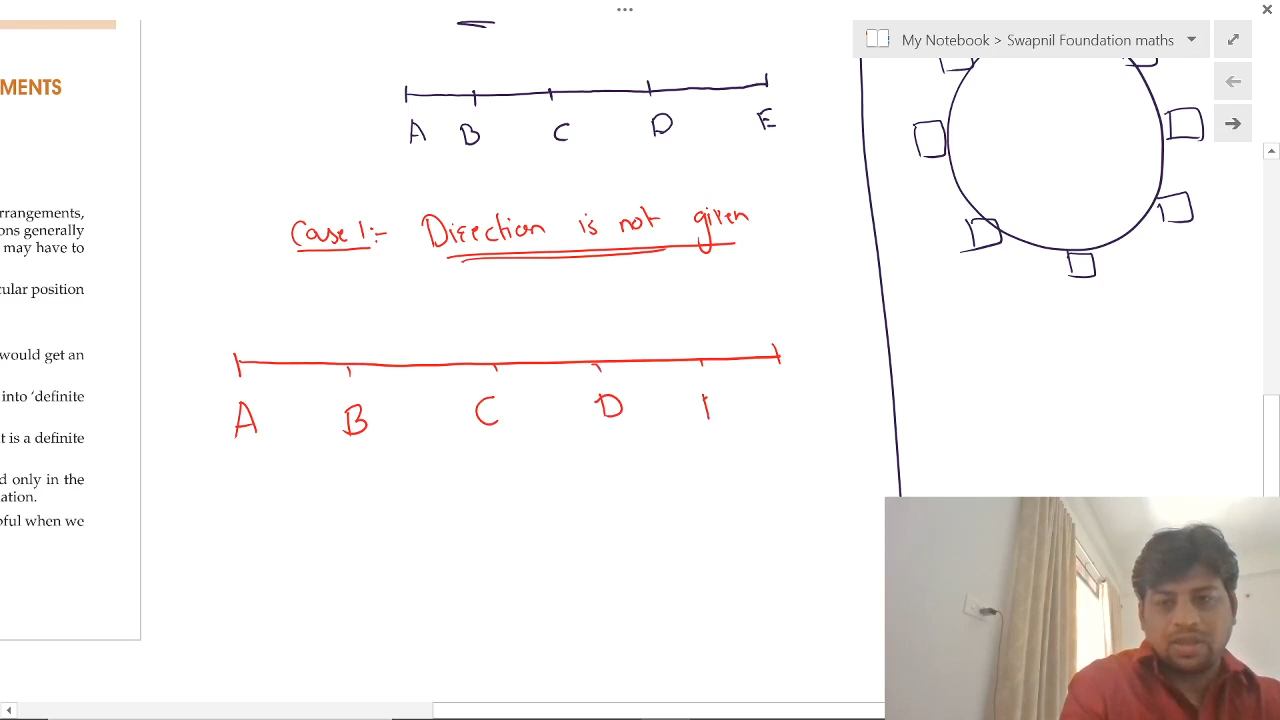 MENTS
rrangements,
ons generally
may have to
cular position
would get an
into ‘definite
t is a definite
d only in the
ation.
pful when we
A B C D E
Case 1:- Direction is not given
A B C D
My Notebook > Swapnil Foundation maths